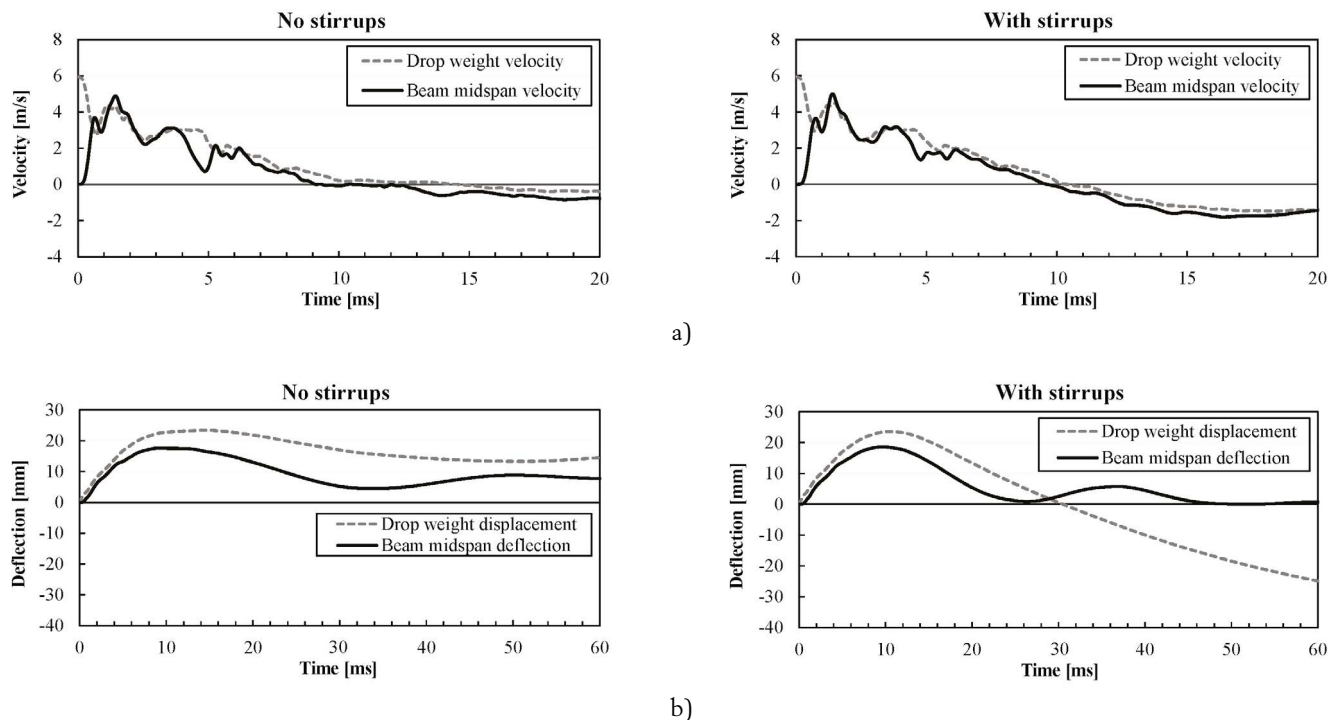 No stirrups
Velocity [m/s]
8
6
4
2
0
-2
-4
Drop weight velocity
Beam midspan velocity
0 5 10 15 20
Time [ms]
With stirrups
Velocity [m/s]
8
6
4
2
0
-2
-4
Drop weight velocity
Beam midspan velocity
0 5 10 15 20
Time [ms]
a)
No stirrups
Deflection [mm]
30
20
10
0
-10
-20
-30
-40
Drop weight displacement
Beam midspan deflection
0 10 20 30 40 50 60
Time [ms]
With stirrups
Deflection [mm]
30
20
10
0
-10
-20
-30
-40
Drop weight displacement
Beam midspan deflection
0 10 20 30 40 50 60
Time [ms]
b)